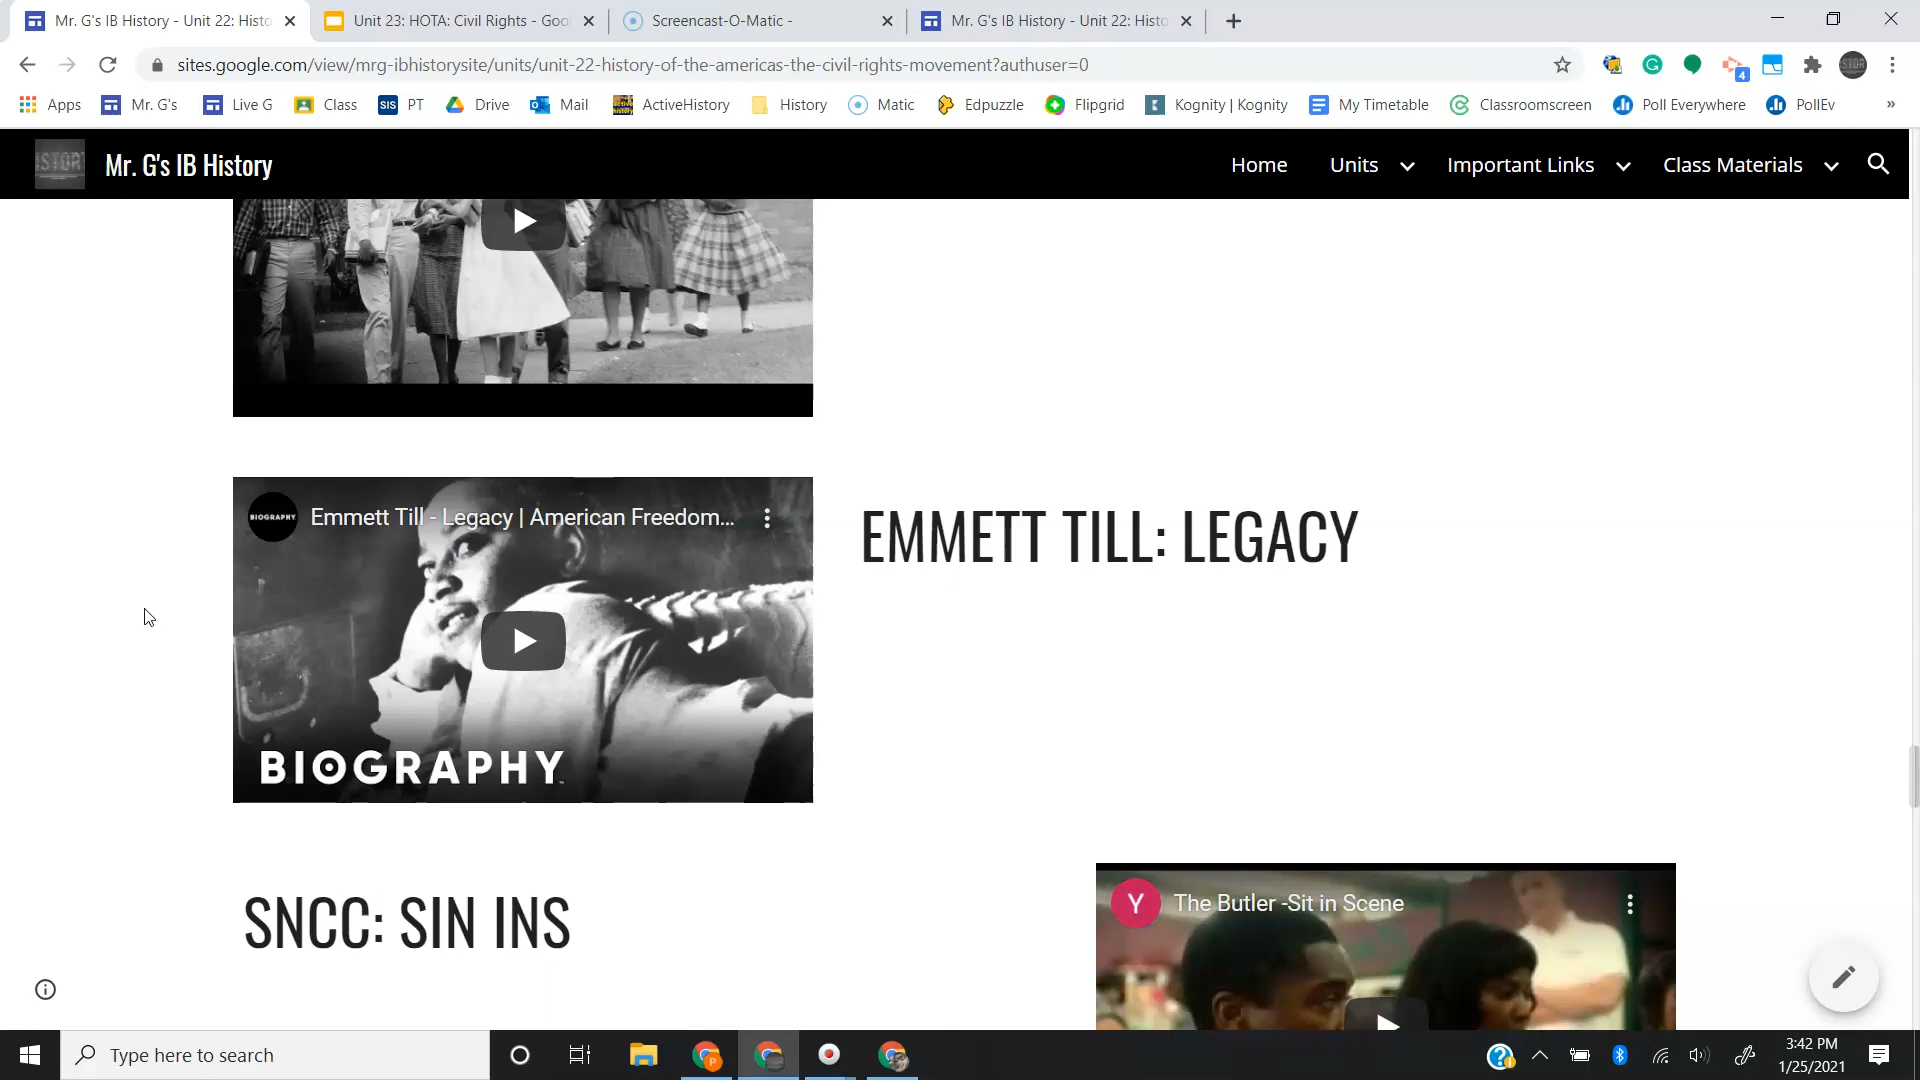 Mr. G's IB History - Unit 22: Histo
Unit 23: HOTA: Civil Rights - Goo
Screencast-O-Matic -
Mr. G's IB History - Unit 22: Histo
sites.google.com/view/mrg-ibhistorysite/units/unit-22-history-of-the-americas-the-civil-rights-movement?authuser=0
4
Apps Mr. G's Live G Class SIS PT Drive Mail ActiveHistory History Matic Edpuzzle Flipgrid K Kognity | Kognity My Timetable Classroomscreen Poll Everywhere PollEv »
Mr. G's IB History
Home Units Important Links Class Materials
BIOGRAPHY
Emmett Till - Legacy | American Freedom...
BIOGRAPHY
EMMETT TILL: LEGACY
SNCC: SIN INS
Y
The Butler -Sit in Scene
Type here to search
P
3:42 PM
1/25/2021